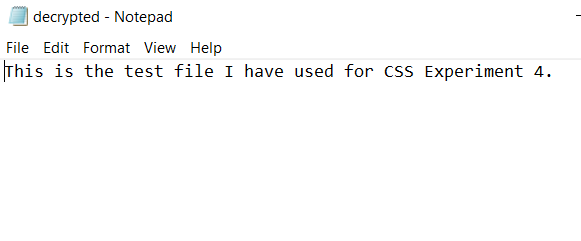 decrypted - Notepad
File Edit Format View Help
This is the test file I have used for CSS Experiment 4.